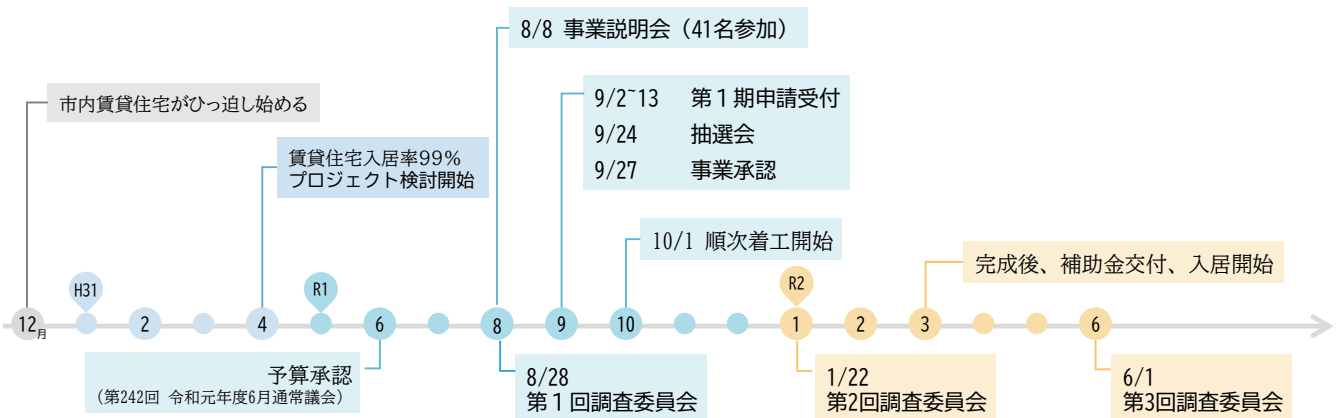 8/8 事業説明会（41名参加）
市内賃貸住宅がひっ迫し始める
9/2~13 第１期申請受付
9/24 抽選会
9/27 事業承認
賃貸住宅入居率99%
プロジェクト検討開始
10/1 順次着工開始
完成後、補助金交付、入居開始
H31
R1
R2
12月
2
4
6
8
9
10
1
2
3
6
予算承認
（第242回 令和元年度6月通常議会）
8/28
第１回調査委員会
1/22
第2回調査委員会
6/1
第3回調査委員会